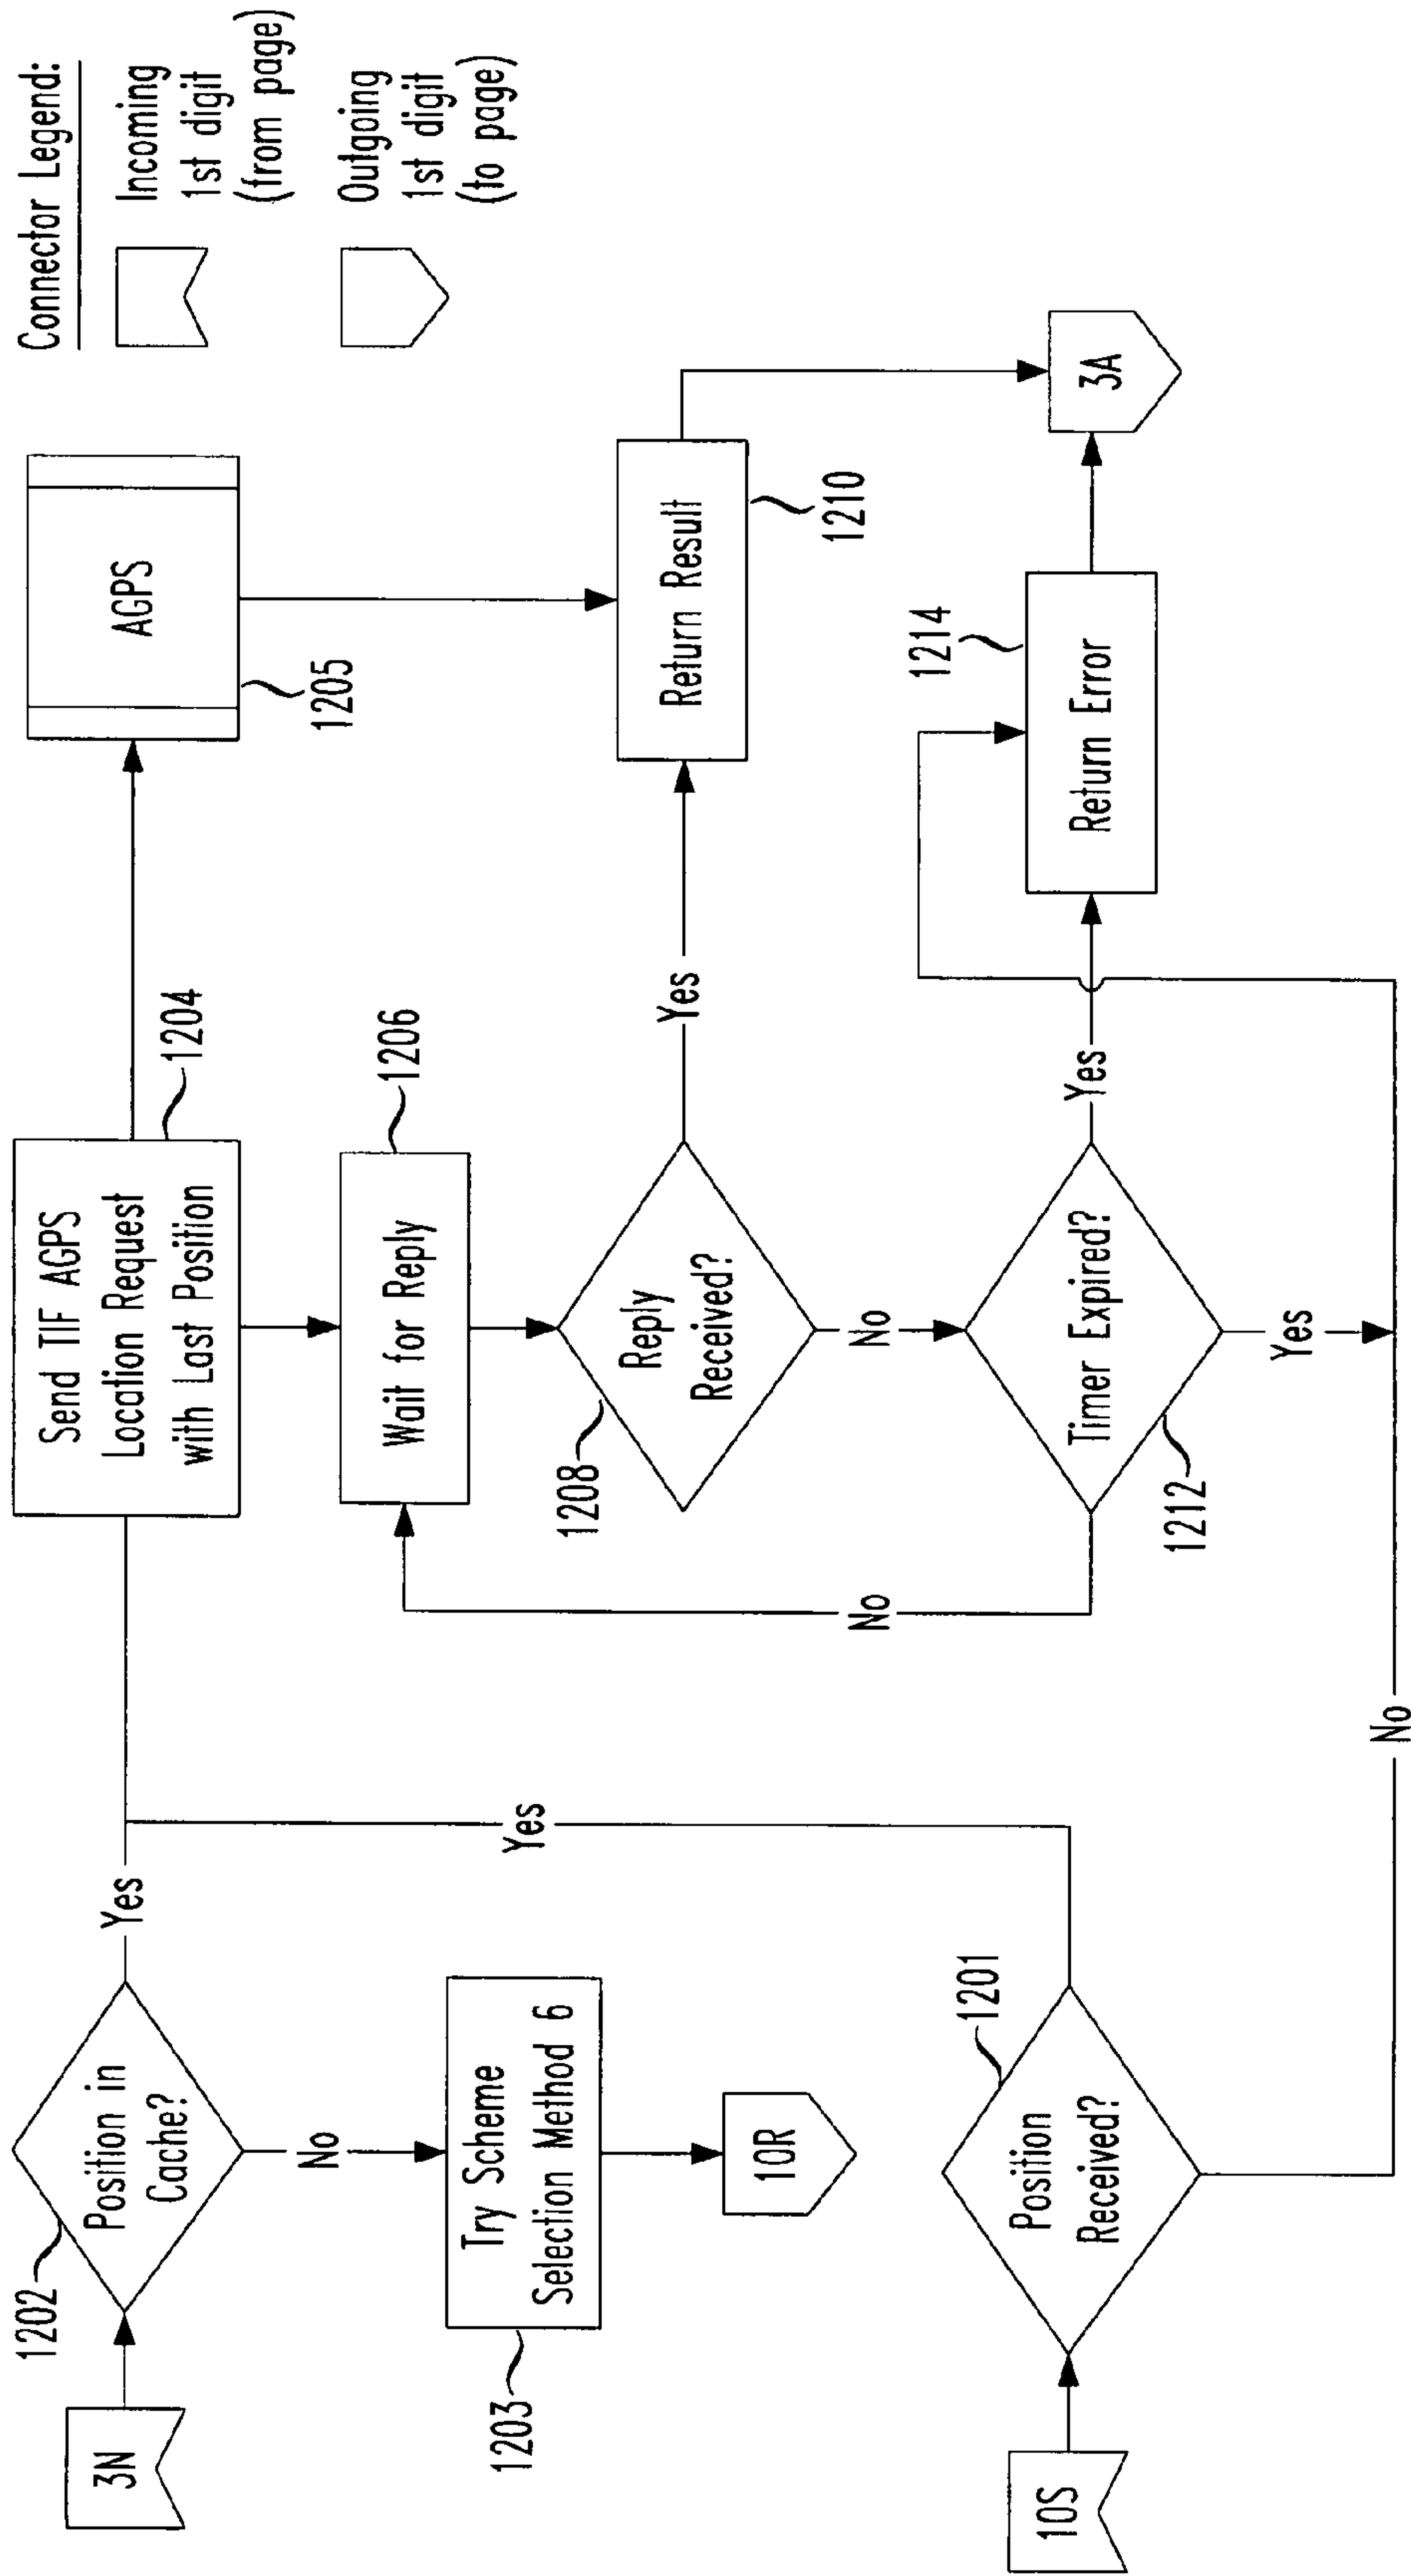 Connector Legend:
Incoming
1st digit
(from page)
Outgoing
1st digit
(to page)
3N
1202
Position in
Cache?
Yes
No
1203
Try Scheme
Selection Method 6
10R
Send TIF AGPS
Location Request
with Last Position
1204
AGPS
1205
1206
Wait for Reply
1208
Reply
Received?
Yes
No
Return Result
1210
Timer Expired?
1212
No
Yes
Yes
1214
Return Error
3A
10S
1201
Position
Received?
Yes
No